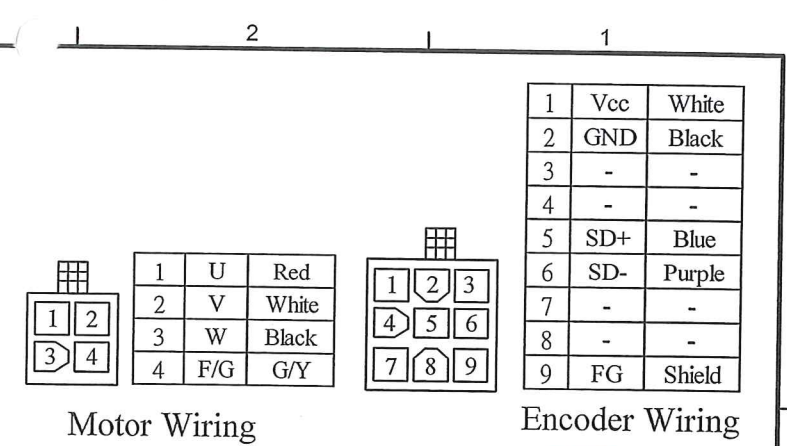 2 1
1 Vcc White
2 GND Black
3 - -
4 - -
5 SD+ Blue
6 SD- Purple
7 - -
8 - -
9 FG Shield
1 U Red
2 V White
3 W Black
4 F/G G/Y
1 2
3 4
1 2 3
4 5 6
7 8 9
Motor Wiring
Encoder Wiring